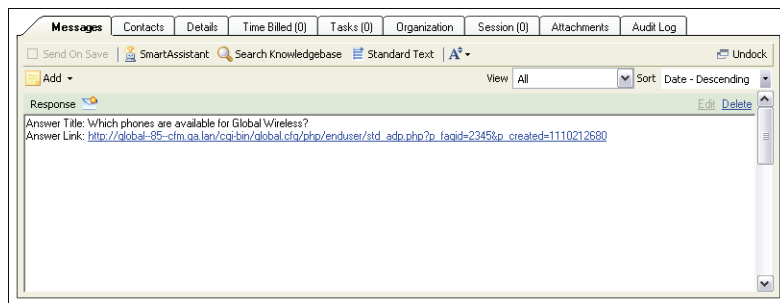 Messages Contacts Details Time Billed (0) Tasks (0) Organization Session (0) Attachments Audit Log
Send On Save SmartAssistant Search Knowledgebase Standard Text A Undock
Add View All Sort Date - Descending
Response Edit Delete
Answer Title: Which phones are available for Global Wireless?
Answer Link: http://global--85--cfm.qa.lan/cgi-bin/global.cfg/php/enduser/std_adp.php?p_faqid=2345&p_created=1110212680